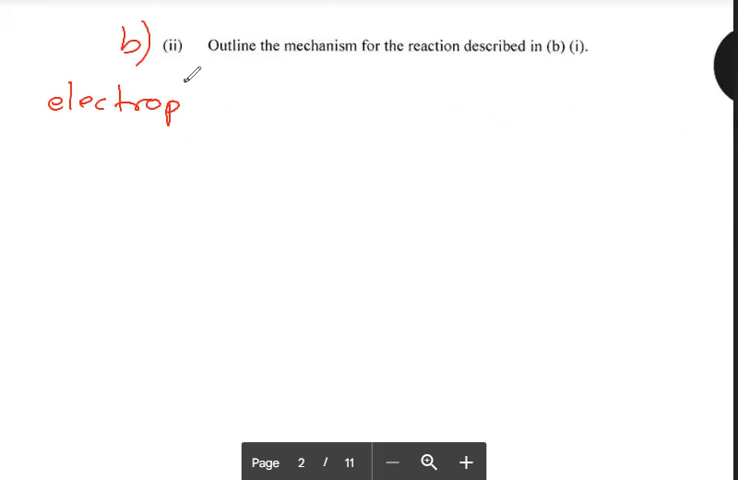 b) (ii) Outline the mechanism for the reaction described in (b) (i).
electrop
Page 2 / 11